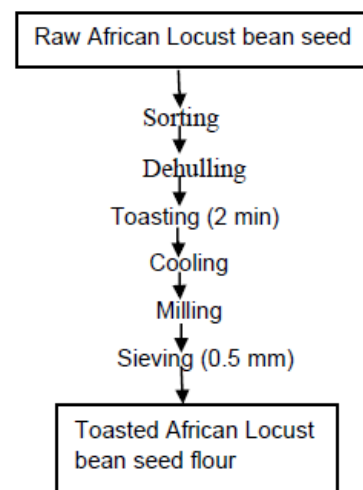 Raw African Locust bean seed
Sorting
Dehulling
Toasting (2 min)
Cooling
Milling
Sieving (0.5 mm)
Toasted African Locust
bean seed flour